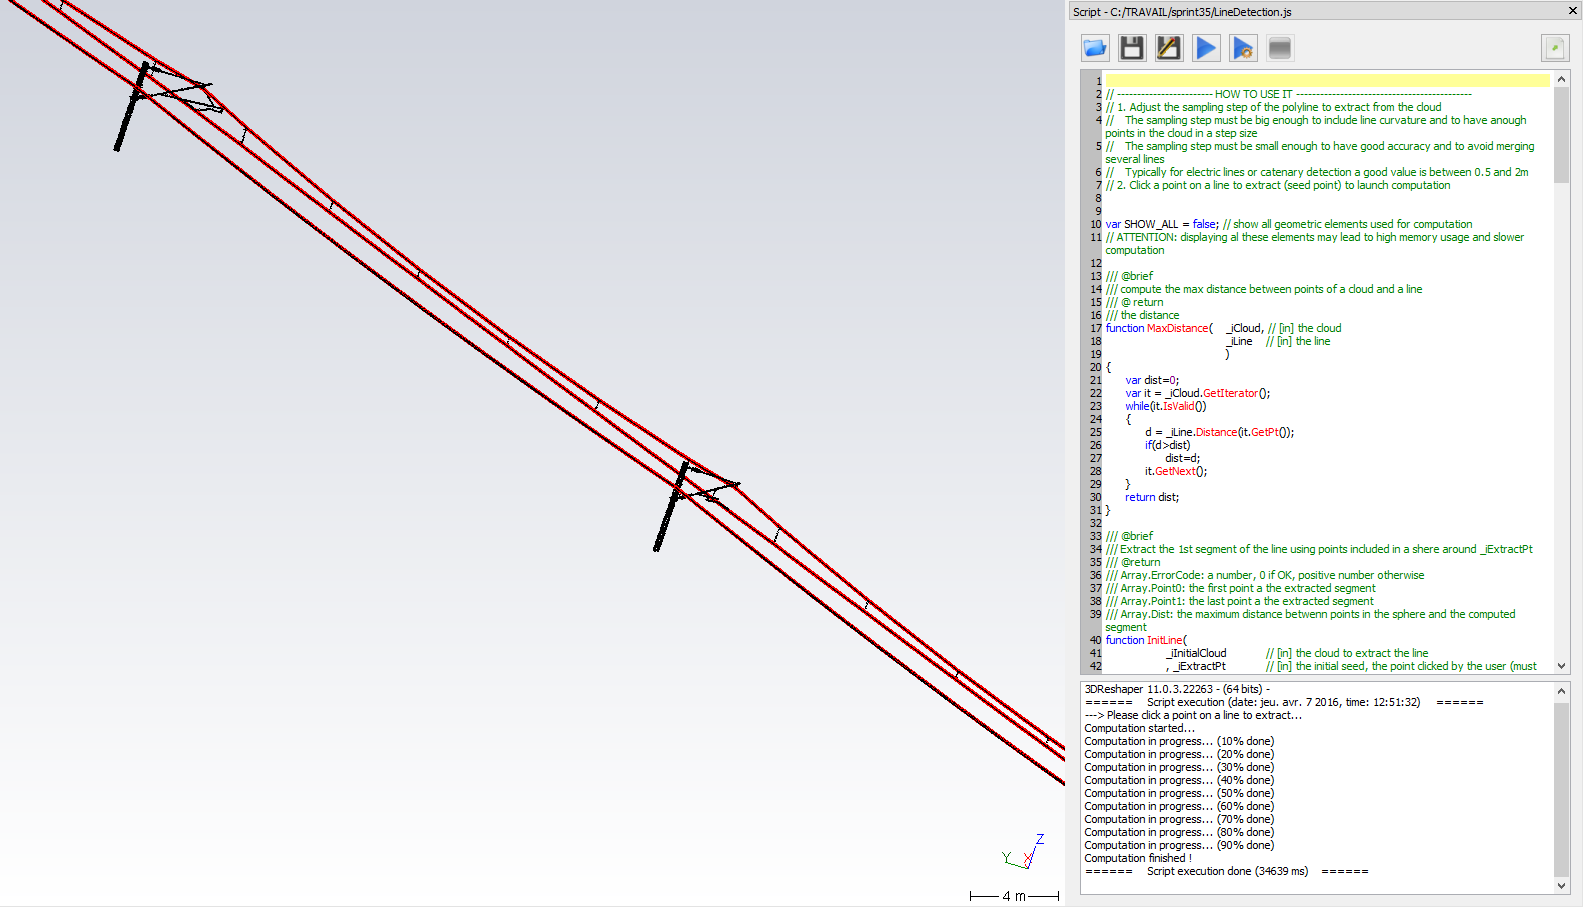 Script - C:/TRAVAIL/sprint35/LineDetection.js
1
2 // ------------------------ HOW TO USE IT --------------------------------------------
3 // 1. Adjust the sampling step of the polyline to extract from the cloud
4 //    The sampling step must be big enough to include line curvature and to have anough
points in the cloud in a step size
5 //    The sampling step must be small enough to have good accuracy and to avoid merging
several lines
6 //    Typically for electric lines or catenary detection a good value is between 0.5 and 2m
7 // 2. Click a point on a line to extract (seed point) to launch computation
8
9
10 var SHOW_ALL = false; // show all geometric elements used for computation
11 // ATTENTION: displaying al these elements may lead to high memory usage and slower
computation
12
13 /// @brief
14 /// compute the max distance between points of a cloud and a line
15 /// @ return
16 /// the distance
17 function MaxDistance(    _iCloud, // [in] the cloud
18 _iLine    // [in] the line
19 )
20 {
21 var dist=0;
22 var it = _iCloud.GetIterator();
23 while(it.IsValid())
24 {
25 d = _iLine.Distance(it.GetPt());
26 if(d>dist)
27 dist=d;
28 it.GetNext();
29 }
30 return dist;
31 }
32
33 /// @brief
34 /// Extract the 1st segment of the line using points included in a shere around _iExtractPt
35 /// @return
36 /// Array.ErrorCode: a number, 0 if OK, positive number otherwise
37 /// Array.Point0: the first point a the extracted segment
38 /// Array.Point1: the last point a the extracted segment
39 /// Array.Dist: the maximum distance betwenn points in the sphere and the computed
segment
40 function InitLine(
41 _iInitialCloud    // [in] the cloud to extract the line
42 , _iExtractPt    // [in] the initial seed, the point clicked by the user (must
3DReshaper 11.0.3.22263 - (64 bits) -
======    Script execution (date: jeu. avr. 7 2016, time: 12:51:32)    ======
---> Please click a point on a line to extract...
Computation started...
Computation in progress... (10% done)
Computation in progress... (20% done)
Computation in progress... (30% done)
Computation in progress... (40% done)
Computation in progress... (50% done)
Computation in progress... (60% done)
Computation in progress... (70% done)
Computation in progress... (80% done)
Computation in progress... (90% done)
Computation finished !
======    Script execution done (34639 ms)    ======
Z
Y X
4 m